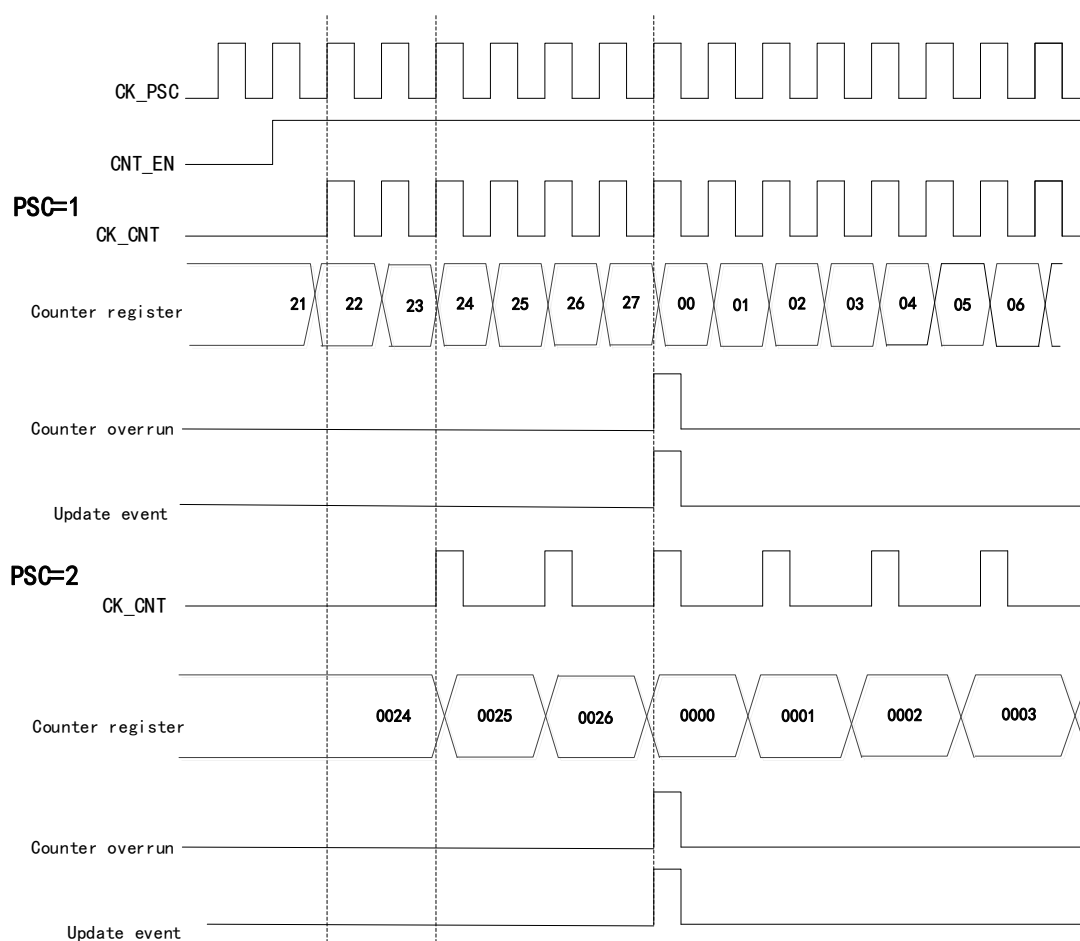 CK_PSC
CNT_EN
PSC=1
CK_CNT
Counter register 21 22 23 24 25 26 27 00 01 02 03 04 05 06
Counter overrun
Update event
PSC=2
CK_CNT
Counter register 0024 0025 0026 0000 0001 0002 0003
Counter overrun
Update event